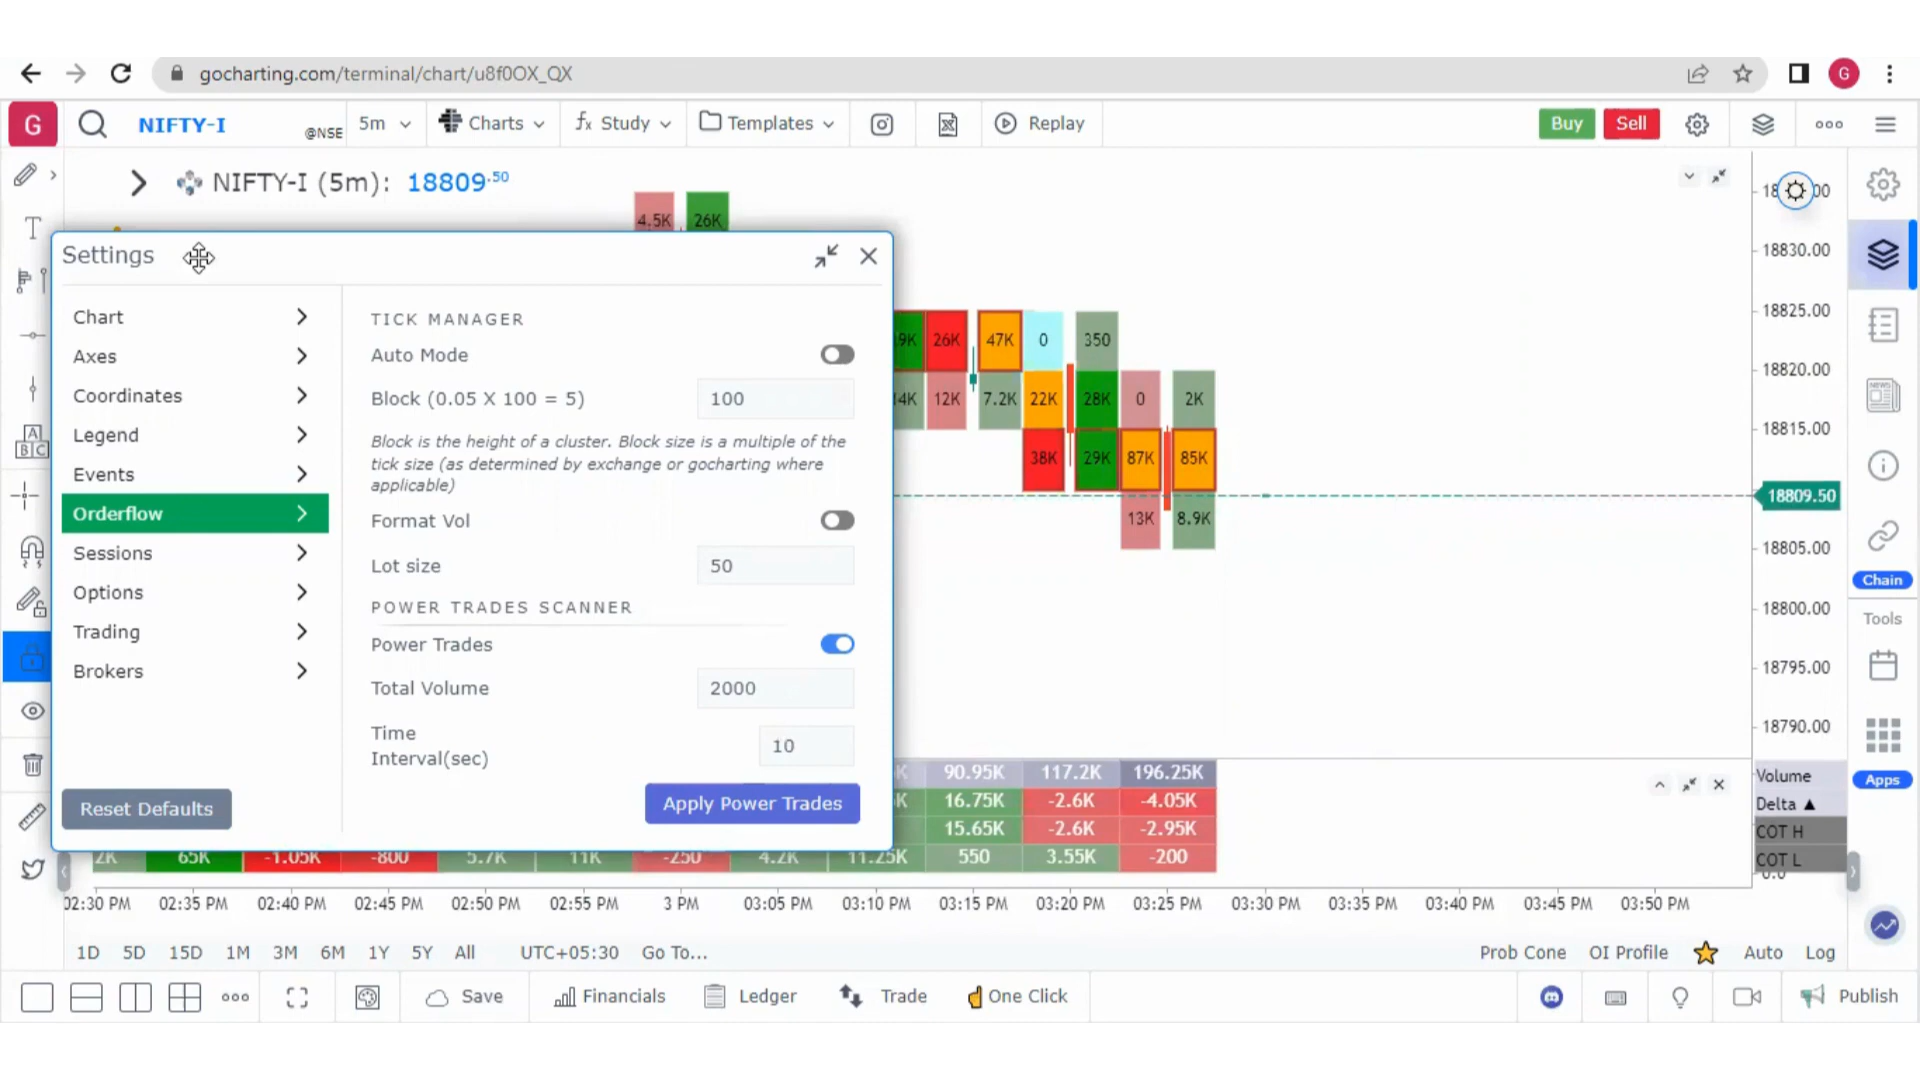 gocharting.com/terminal/chart/u8f0OX_QX
G
G
NIFTY-I
@NSE
5m
Charts
fx Study
Templates
Replay
Buy
Sell
NIFTY-I (5m): 18809.50
4.5K 26K
Settings
Chart
Axes
Coordinates
Legend
Events
Orderflow
Sessions
Options
Trading
Brokers
Reset Defaults
TICK MANAGER
Auto Mode
Block (0.05 X 100 = 5) 100
Block is the height of a cluster. Block size is a multiple of the
tick size (as determined by exchange or gocharting where
applicable)
Format Vol
Lot size 50
POWER TRADES SCANNER
Power Trades
Total Volume 2000
Time
Interval(sec) 10
Apply Power Trades
9K 26K 47K 0 350
14K 12K 7.2K 22K 28K 0 2K
38K 29K 87K 85K
13K 8.9K
18830.00
18825.00
18820.00
18815.00
18809.50
18805.00
18800.00
18795.00
18790.00
K 90.95K 117.2K 196.25K
K 16.75K -2.6K -4.05K
15.65K -2.6K -2.95K
2K 65K -1.05K -800 5.7K 11K -250 4.2K 11.25K 550 3.55K -200
Volume
Delta ▲
COT H
COT L
0.0
02:30 PM 02:35 PM 02:40 PM 02:45 PM 02:50 PM 02:55 PM 3 PM 03:05 PM 03:10 PM 03:15 PM 03:20 PM 03:25 PM 03:30 PM 03:35 PM 03:40 PM 03:45 PM 03:50 PM
1D 5D 15D 1M 3M 6M 1Y 5Y All UTC+05:30 Go To... Prob Cone OI Profile Auto Log
Save Financials Ledger Trade One Click Publish
Chain
Tools
Apps
NEWS
T
A
B C